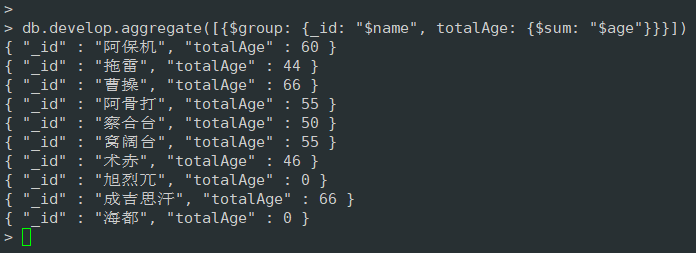 >
> db.develop.aggregate([{$group: {_id: "$name", totalAge: {$sum: "$age"}}}])
{ "_id" : "阿保机", "totalAge" : 60 }
{ "_id" : "拖雷", "totalAge" : 44 }
{ "_id" : "曹操", "totalAge" : 66 }
{ "_id" : "阿骨打", "totalAge" : 55 }
{ "_id" : "察合台", "totalAge" : 50 }
{ "_id" : "窝阔台", "totalAge" : 55 }
{ "_id" : "术赤", "totalAge" : 46 }
{ "_id" : "旭烈兀", "totalAge" : 0 }
{ "_id" : "成吉思汗", "totalAge" : 66 }
{ "_id" : "海都", "totalAge" : 0 }
>